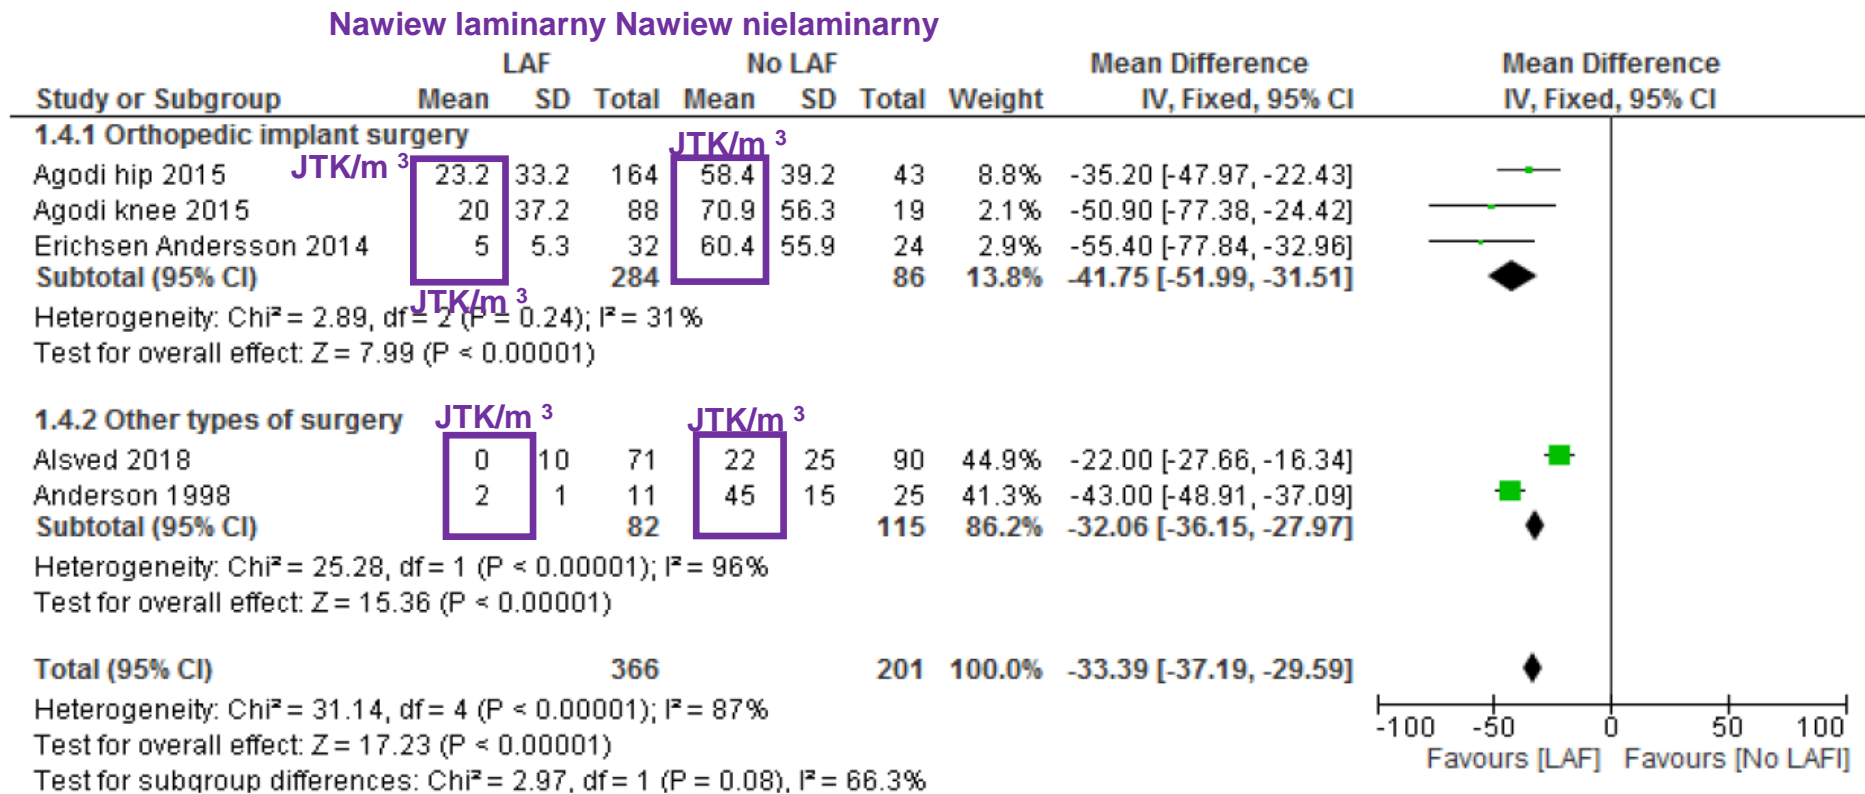 Nawiew laminarny Nawiew nielaminarny
LAF No LAF Mean Difference Mean Difference
Study or Subgroup Mean SD Total Mean SD Total Weight IV, Fixed, 95% CI IV, Fixed, 95% CI
1.4.1 Orthopedic implant surgery
JTK/m 3 JTK/m 3
Agodi hip 2015 23.2 33.2 164 58.4 39.2 43 8.8% -35.20 [-47.97, -22.43]
Agodi knee 2015 20 37.2 88 70.9 56.3 19 2.1% -50.90 [-77.38, -24.42]
Erichsen Andersson 2014 5 5.3 32 60.4 55.9 24 2.9% -55.40 [-77.84, -32.96]
Subtotal (95% CI) 284 86 13.8% -41.75 [-51.99, -31.51]
JTK/m 3
Heterogeneity: Chi² = 2.89, df = 2 (P = 0.24); I² = 31%
Test for overall effect: Z = 7.99 (P < 0.00001)
1.4.2 Other types of surgery JTK/m 3 JTK/m 3
Alsved 2018 0 10 71 22 25 90 44.9% -22.00 [-27.66, -16.34]
Anderson 1998 2 1 11 45 15 25 41.3% -43.00 [-48.91, -37.09]
Subtotal (95% CI) 82 115 86.2% -32.06 [-36.15, -27.97]
Heterogeneity: Chi² = 25.28, df = 1 (P < 0.00001); I² = 96%
Test for overall effect: Z = 15.36 (P < 0.00001)
Total (95% CI) 366 201 100.0% -33.39 [-37.19, -29.59]
Heterogeneity: Chi² = 31.14, df = 4 (P < 0.00001); I² = 87%
-100 -50 0 50 100
Test for overall effect: Z = 17.23 (P < 0.00001)
Favours [LAF] Favours [No LAFI]
Test for subgroup differences: Chi² = 2.97, df = 1 (P = 0.08), I² = 66.3%